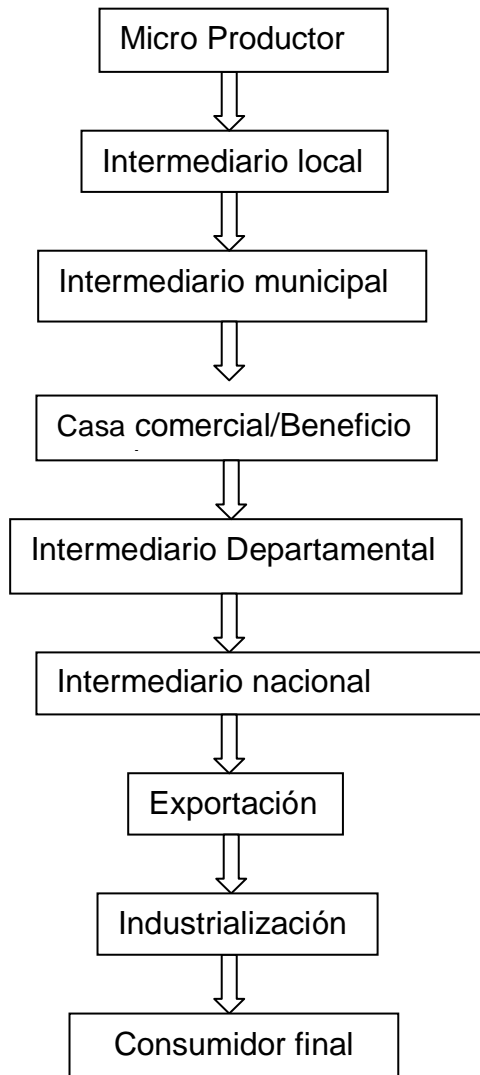 Micro Productor
Intermediario local
Intermediario municipal
Casa comercial/Beneficio
Intermediario Departamental
Intermediario nacional
Exportación
Industrialización
Consumidor final